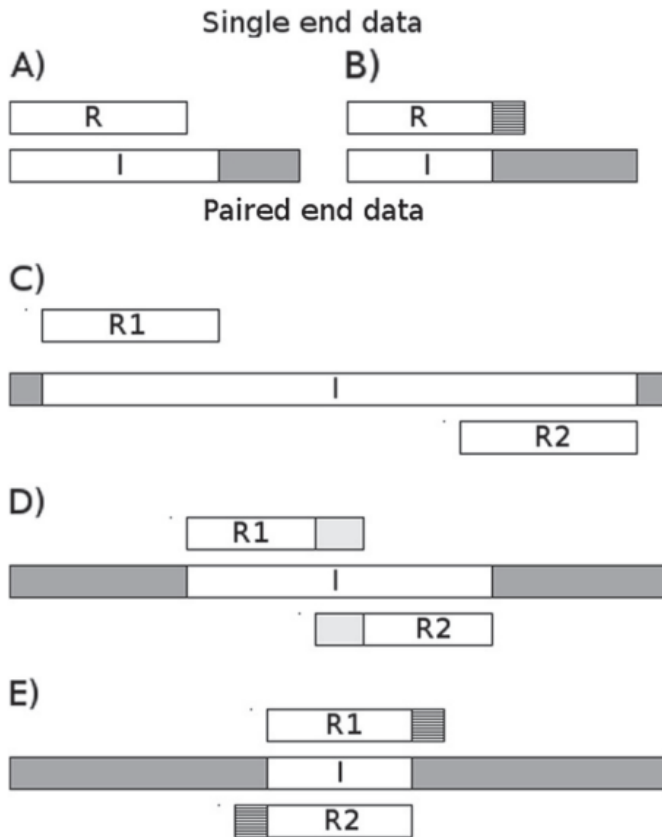 Single end data
A) B)
R R
I I
Paired end data
C)
R1
I
R2
D)
R1
I
R2
E)
R1
I
R2